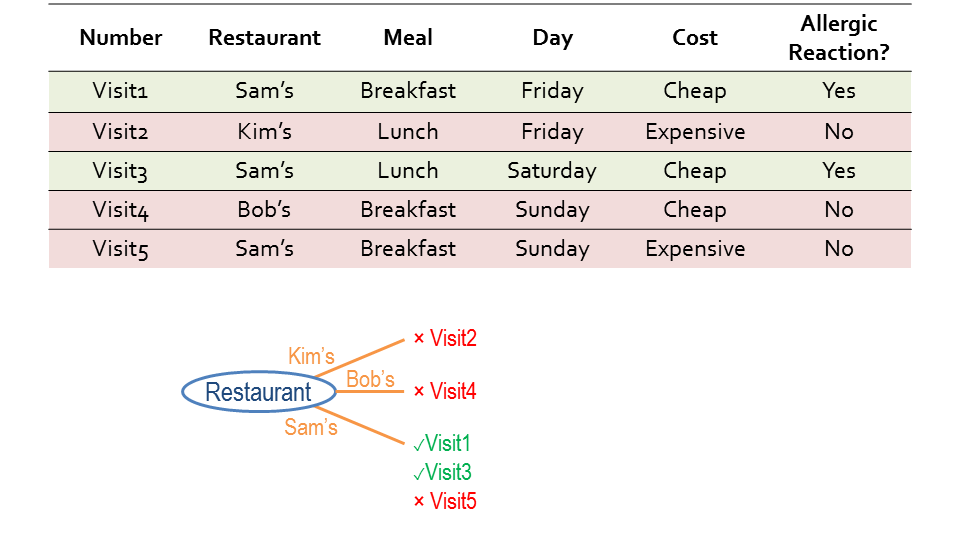 Number Restaurant Meal Day Cost Allergic Reaction?
Visit1 Sam's Breakfast Friday Cheap Yes
Visit2 Kim's Lunch Friday Expensive No
Visit3 Sam's Lunch Saturday Cheap Yes
Visit4 Bob's Breakfast Sunday Cheap No
Visit5 Sam's Breakfast Sunday Expensive No
× Visit2
Kim's
Bob's
Restaurant
× Visit4
Sam's
✓Visit1
✓Visit3
× Visit5